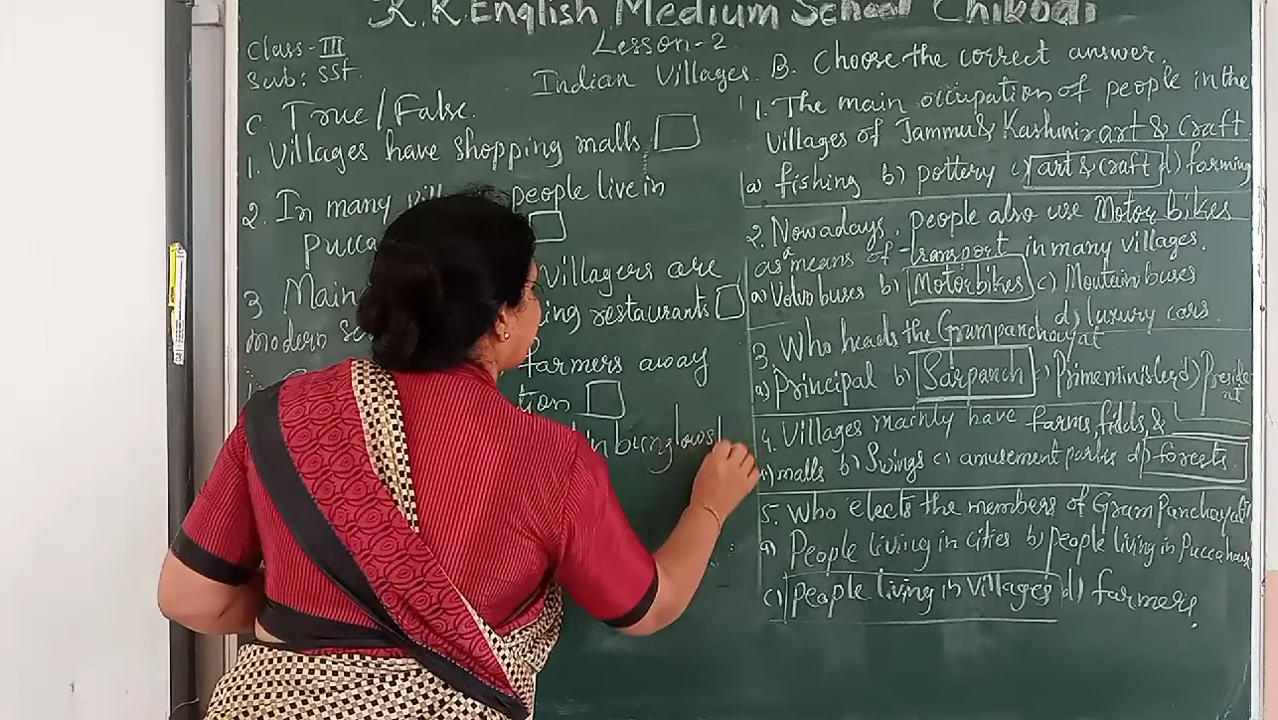 K.K.English Medium School Chikodi
Class-III
Sub: SST.
Lesson-2
Indian Villages.
C. True/False.
1. Villages have shopping malls.
2. In many people live in
Pucca
3 Main villagers are
modern ing restaurants
farmers away
tion
in bunglows
B. Choose the correct answer.
1. The main occupation of people in the
Villages of Jammu & Kashmir art & craft
a) fishing b) pottery c) art & craft d) farming
2. Nowadays, people also use Motor bikes
as a means of transport in many villages.
a) Volvo buses b) Motorbikes c) Mountain buses
d) luxury cars.
3. Who heads the Grampanchayat
a) Principal b) Sarpanch c) Primeminister d) Preside
nt
4. Villages mainly have farms, fields, &
a) malls b) Swings c) amusement parks d) forests.
5. Who elects the members of Gram Panchayat
a) People living in cities b) people living in Pucca
c) People living in villages d) farmers,